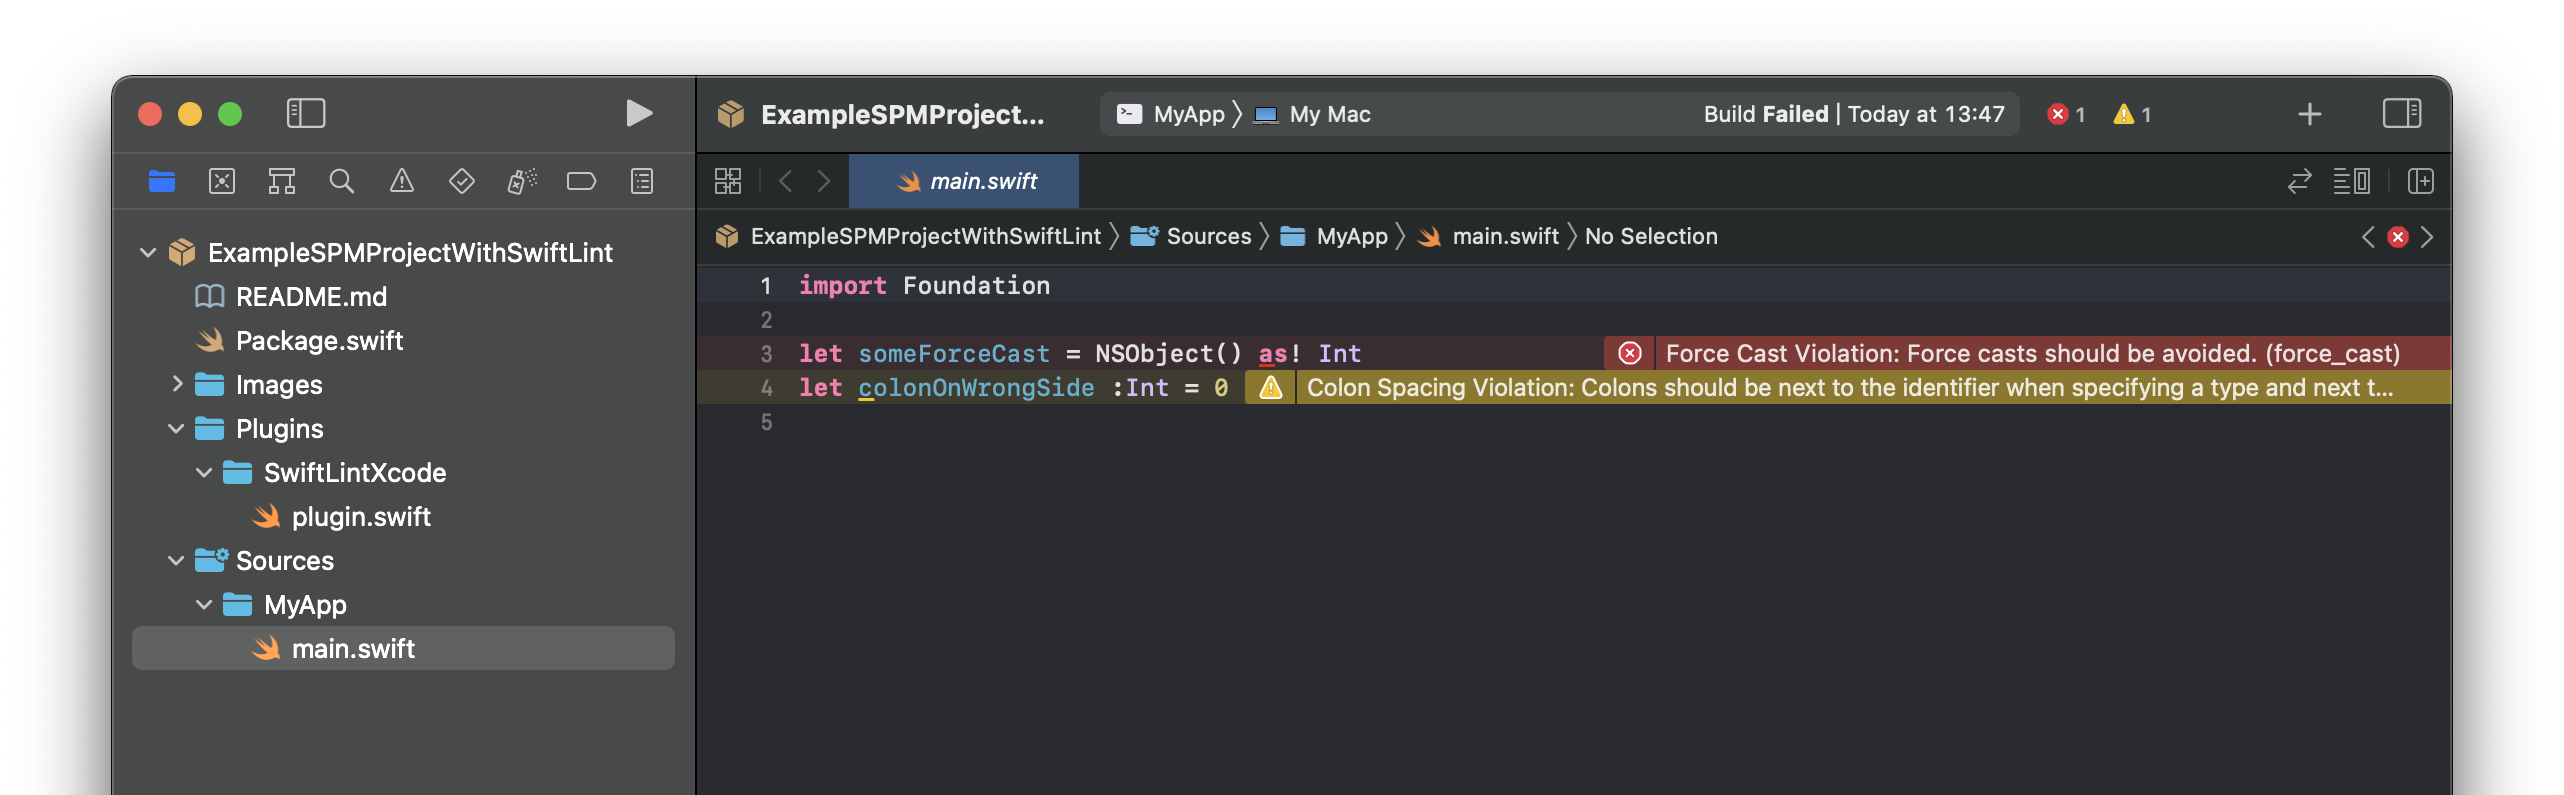 ExampleSPMProject...
MyApp
My Mac
Build Failed | Today at 13:47
1
1
main.swift
ExampleSPMProjectWithSwiftLint
README.md
Package.swift
Images
Plugins
SwiftLintXcode
plugin.swift
Sources
MyApp
main.swift
ExampleSPMProjectWithSwiftLint 〉 Sources 〉 MyApp 〉 main.swift 〉 No Selection
1 import Foundation
2
3 let someForceCast = NSObject() as! Int
Force Cast Violation: Force casts should be avoided. (force_cast)
4 let colonOnWrongSide :Int = 0
Colon Spacing Violation: Colons should be next to the identifier when specifying a type and next t...
5